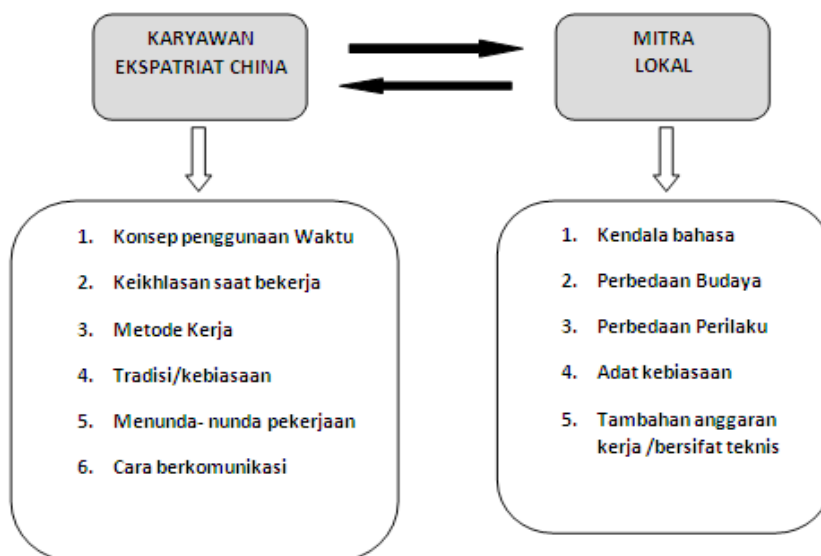 KARYAWAN
EKSPATRIAT CHINA
MITRA
LOKAL
1. Konsep penggunaan Waktu
2. Keikhlasan saat bekerja
3. Metode Kerja
4. Tradisi/kebiasaan
5. Menunda- nunda pekerjaan
6. Cara berkomunikasi
1. Kendala bahasa
2. Perbedaan Budaya
3. Perbedaan Perilaku
4. Adat kebiasaan
5. Tambahan anggaran
kerja /bersifat teknis